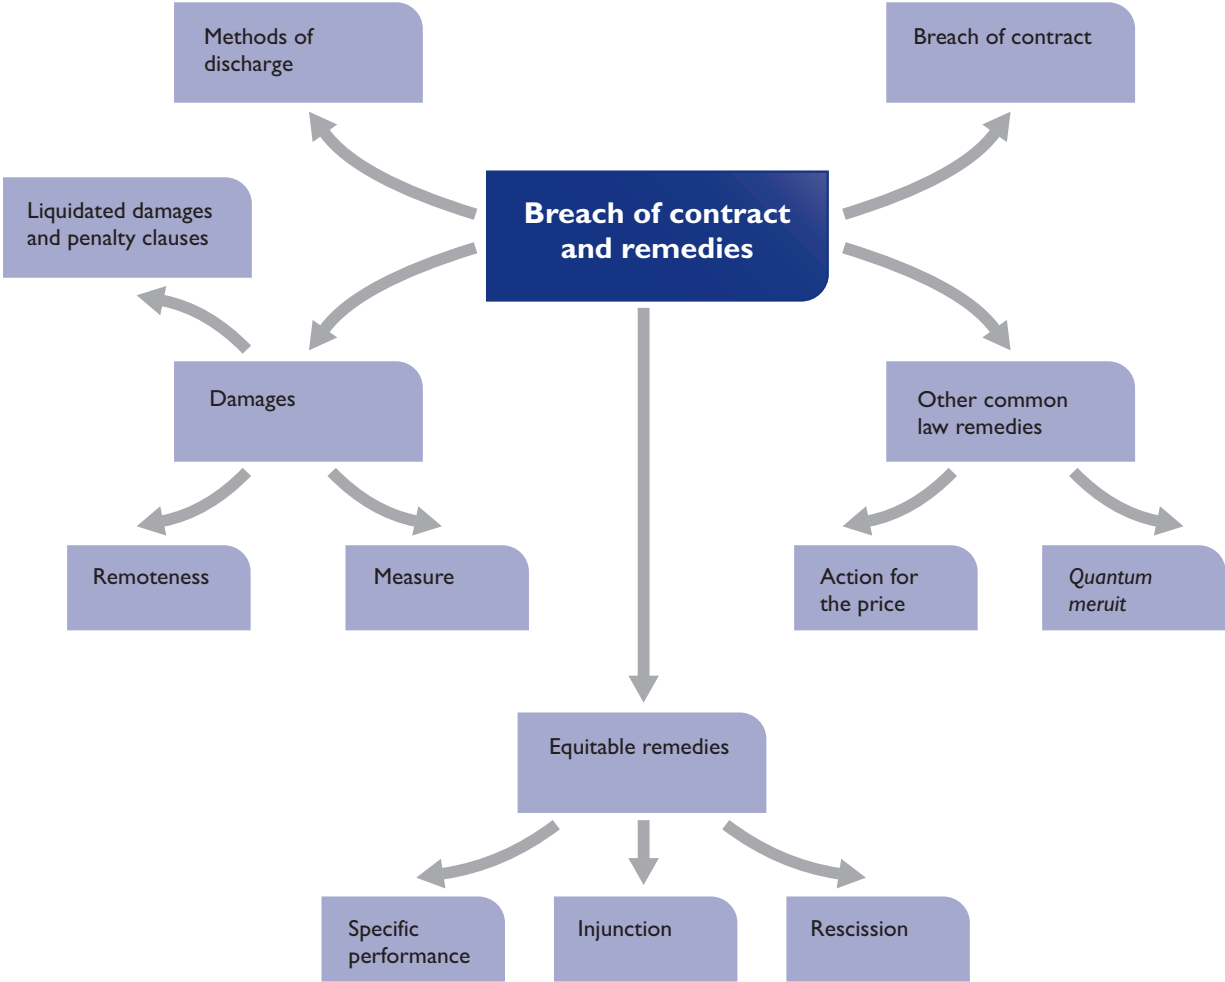 Methods of
discharge
Breach of contract
Liquidated damages
and penalty clauses
Breach of contract
and remedies
Damages
Other common
law remedies
Remoteness
Measure
Action for
the price
Quantum
meruit
Equitable remedies
Specific
performance
Injunction
Rescission